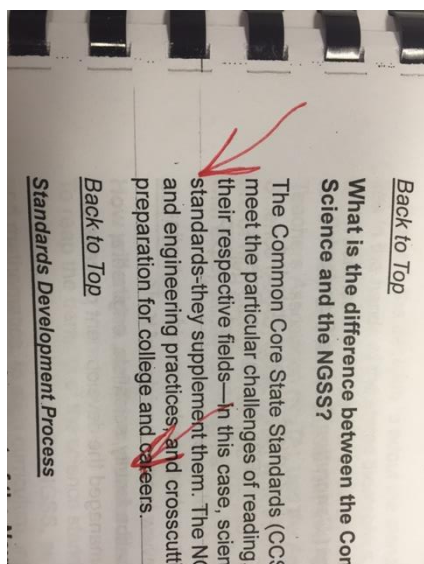 Back to Top
What is the difference between the Con
Science and the NGSS?
The Common Core State Standards (CCS
meet the particular challenges of reading
their respective fields—in this case, scien
standards-they supplement them. The NG
and engineering practices, and crosscutt
preparation for college and careers.
Back to Top
Standards Development Process